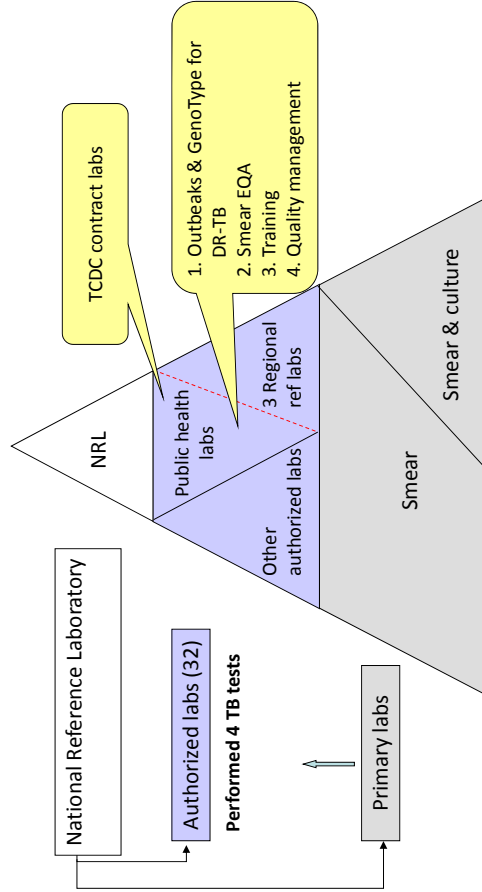 National Reference Laboratory
Authorized labs (32)
Performed 4 TB tests
Primary labs
NRL
Public health
labs
3 Regional
ref labs
Other
authorized labs
Smear
Smear & culture
TCDC contract labs
1. Outbeaks & GenoType for
DR-TB
2. Smear EQA
3. Training
4. Quality management